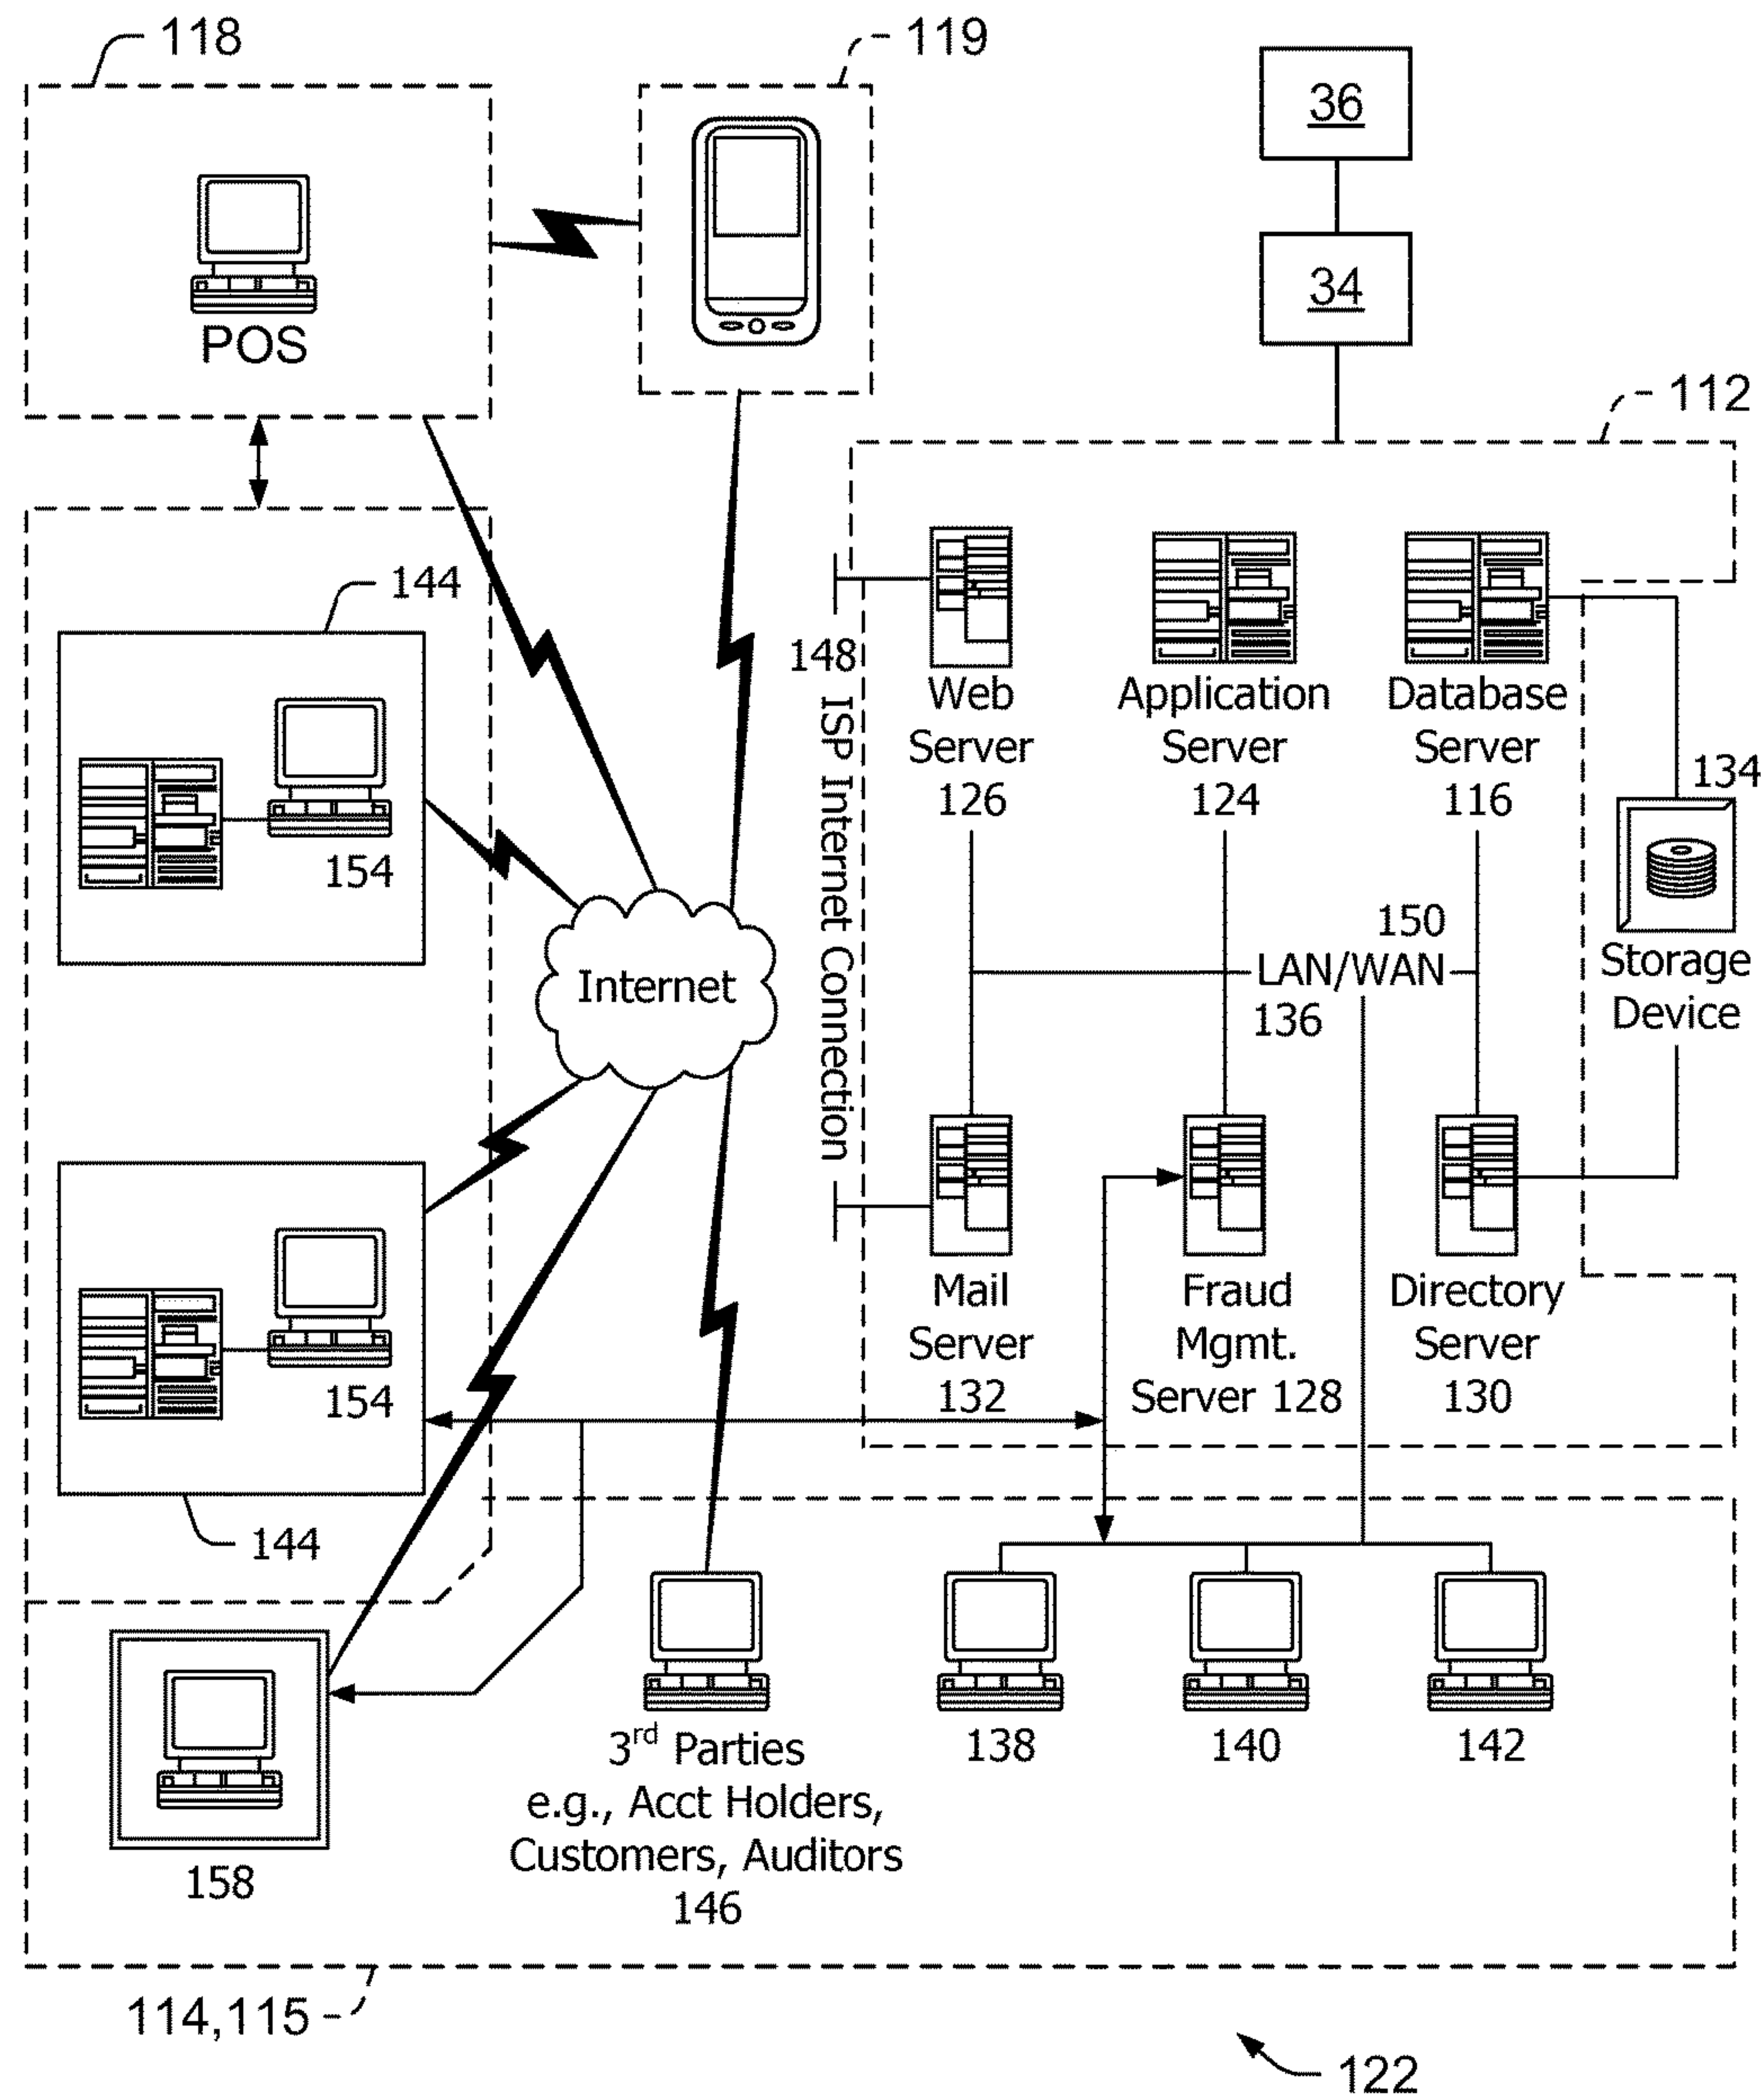 118
119
36
34
112
POS
144
148
ISP Internet Connection
Web
Server
126
Application
Server
124
Database
Server
116
134
Storage
Device
154
Internet
150
LAN/WAN
136
Mail
Server
132
Fraud
Mgmt.
Server 128
Directory
Server
130
154
144
158
3rd Parties
e.g., Acct Holders,
Customers, Auditors
146
138
140
142
114,115
122